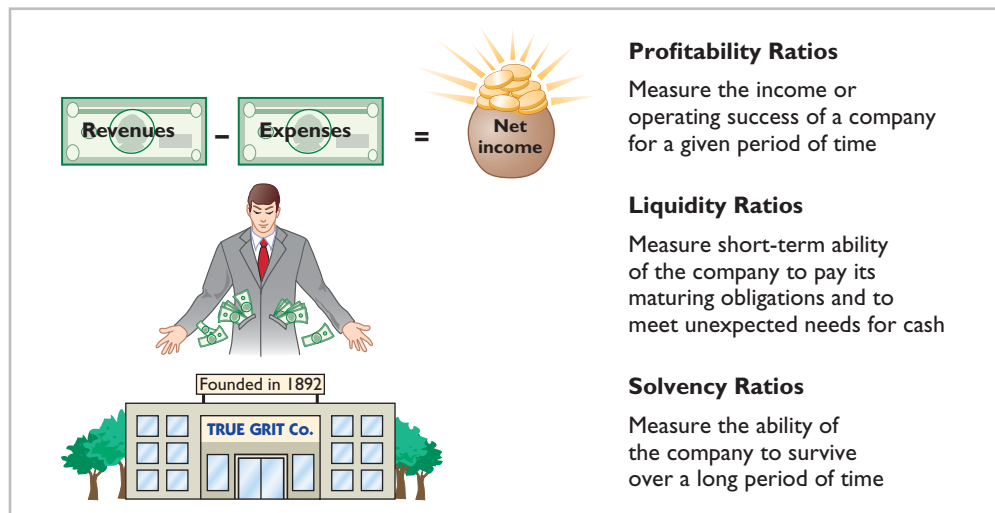 Revenues – Expenses = Net
income
Profitability Ratios
Measure the income or
operating success of a company
for a given period of time
Liquidity Ratios
Measure short-term ability
of the company to pay its
maturing obligations and to
meet unexpected needs for cash
Founded in 1892
TRUE GRIT Co.
Solvency Ratios
Measure the ability of
the company to survive
over a long period of time